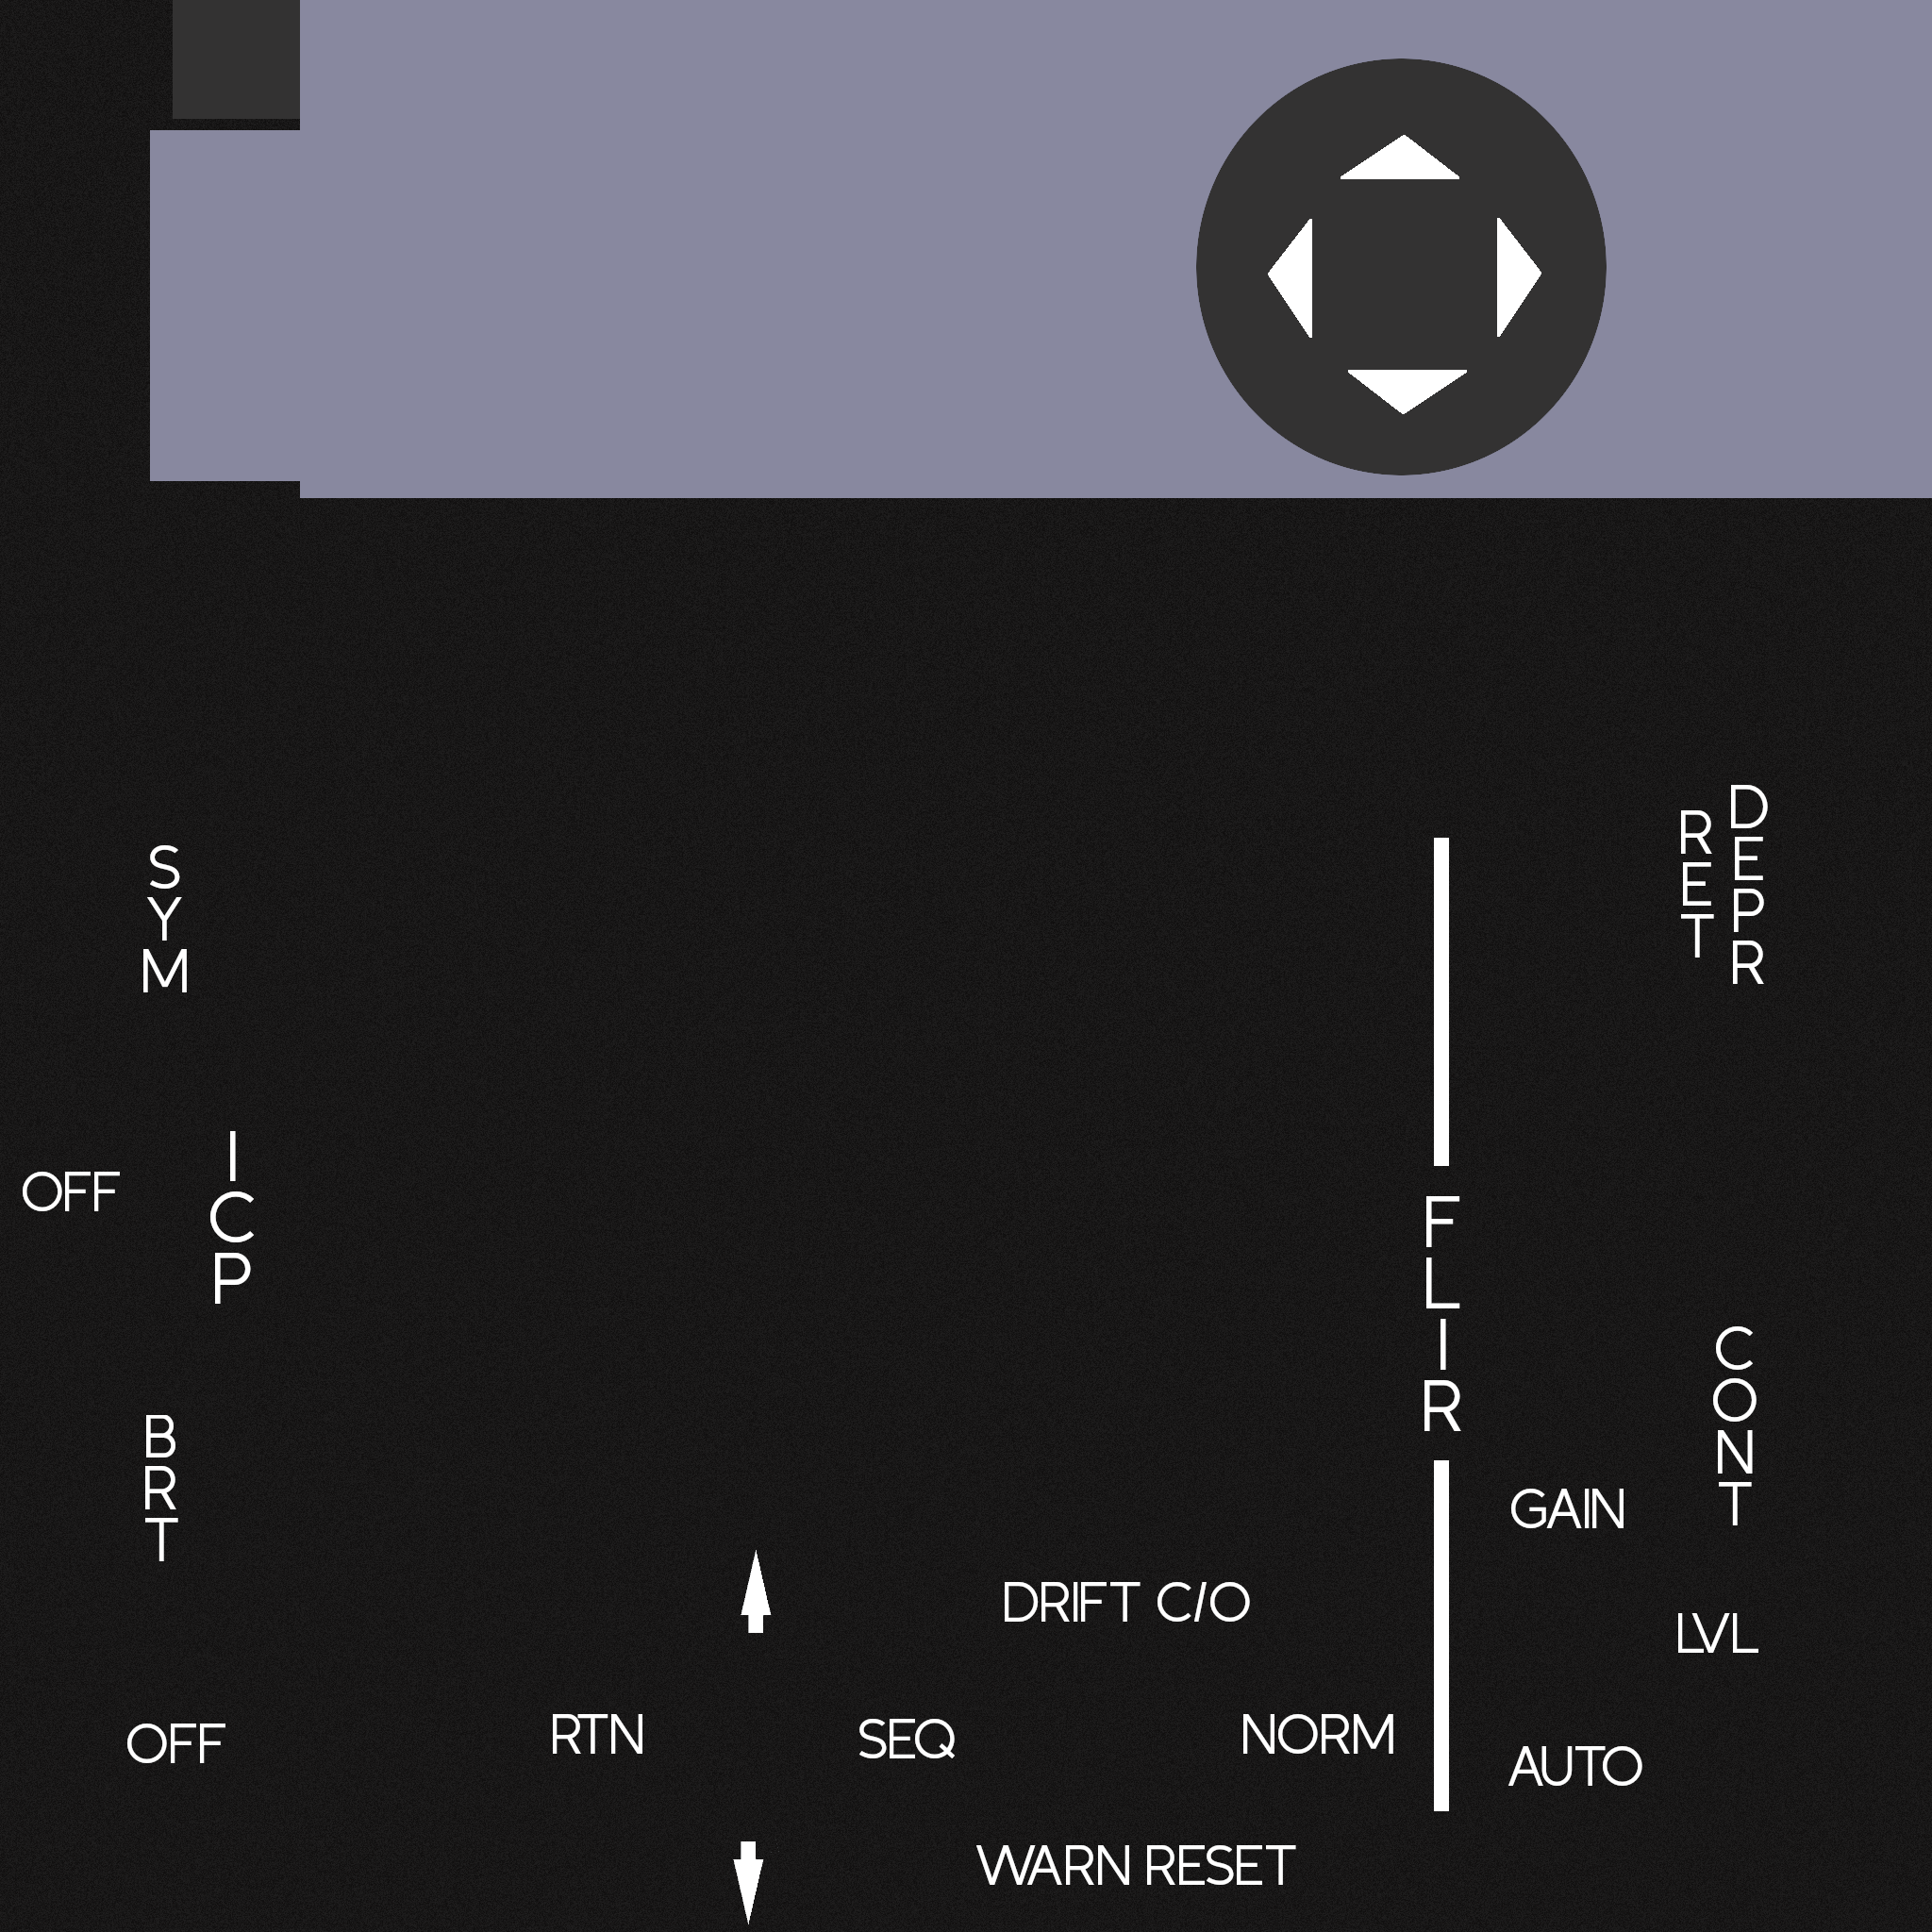 SYM
RET
DEPR
OFF
ICP
FLIR
CONT
BRT
GAIN
DRIFT C/O
LVL
OFF
RTN
SEQ
NORM
AUTO
WARN RESET